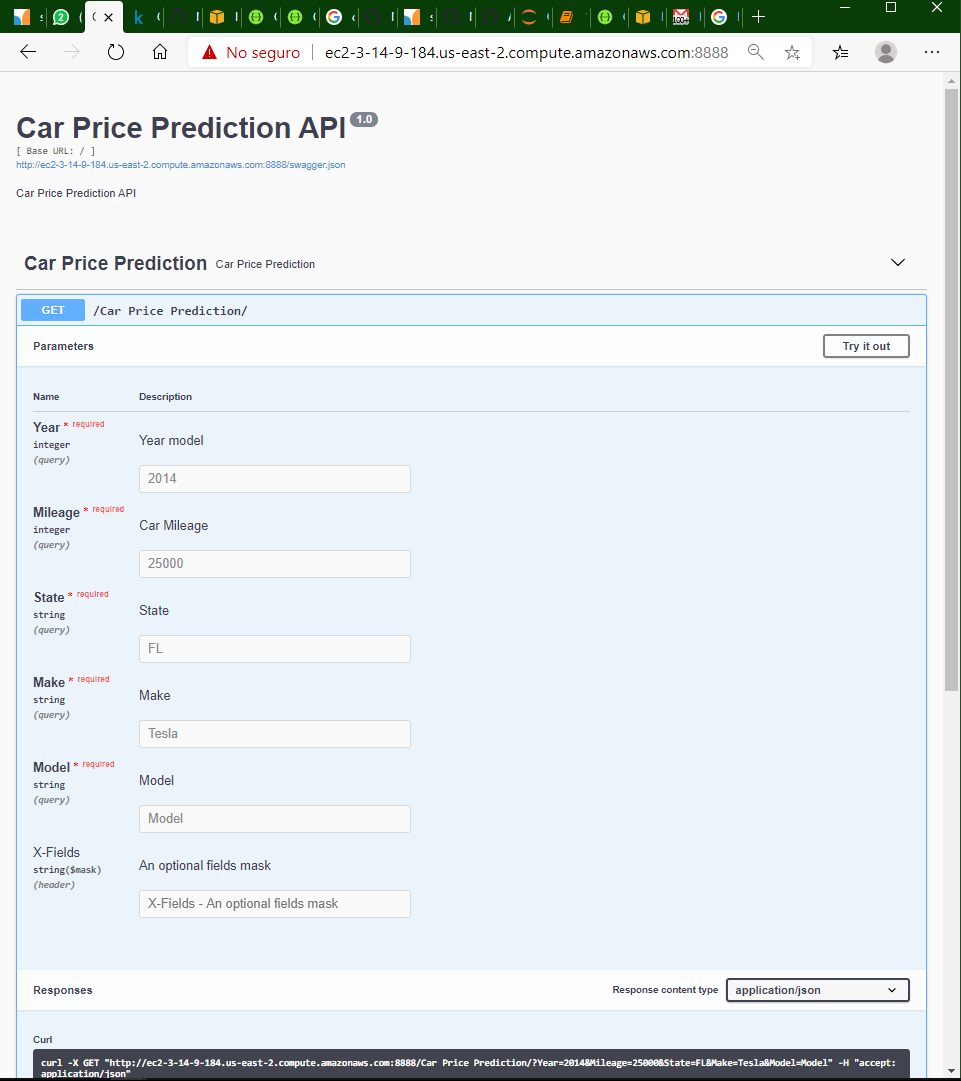 No seguro
ec2-3-14-9-184.us-east-2.compute.amazonaws.com:8888
Car Price Prediction API 1.0
[ Base URL: / ]
http://ec2-3-14-9-184.us-east-2.compute.amazonaws.com:8888/swagger.json
Car Price Prediction API
Car Price Prediction Car Price Prediction
GET /Car Price Prediction/
Parameters Try it out
Name Description
Year * required
integer
(query)
Year model
2014
Mileage * required
integer
(query)
Car Mileage
25000
State * required
string
(query)
State
FL
Make * required
string
(query)
Make
Tesla
Model * required
string
(query)
Model
Model
X-Fields
string($mask)
(header)
An optional fields mask
X-Fields - An optional fields mask
Responses Response content type application/json
Curl
curl -X GET "http://ec2-3-14-9-184.us-east-2.compute.amazonaws.com:8888/Car Price Prediction/?Year=2014&Mileage=25000&State=FL&Make=Tesla&Model=Model" -H "accept:
application/json"